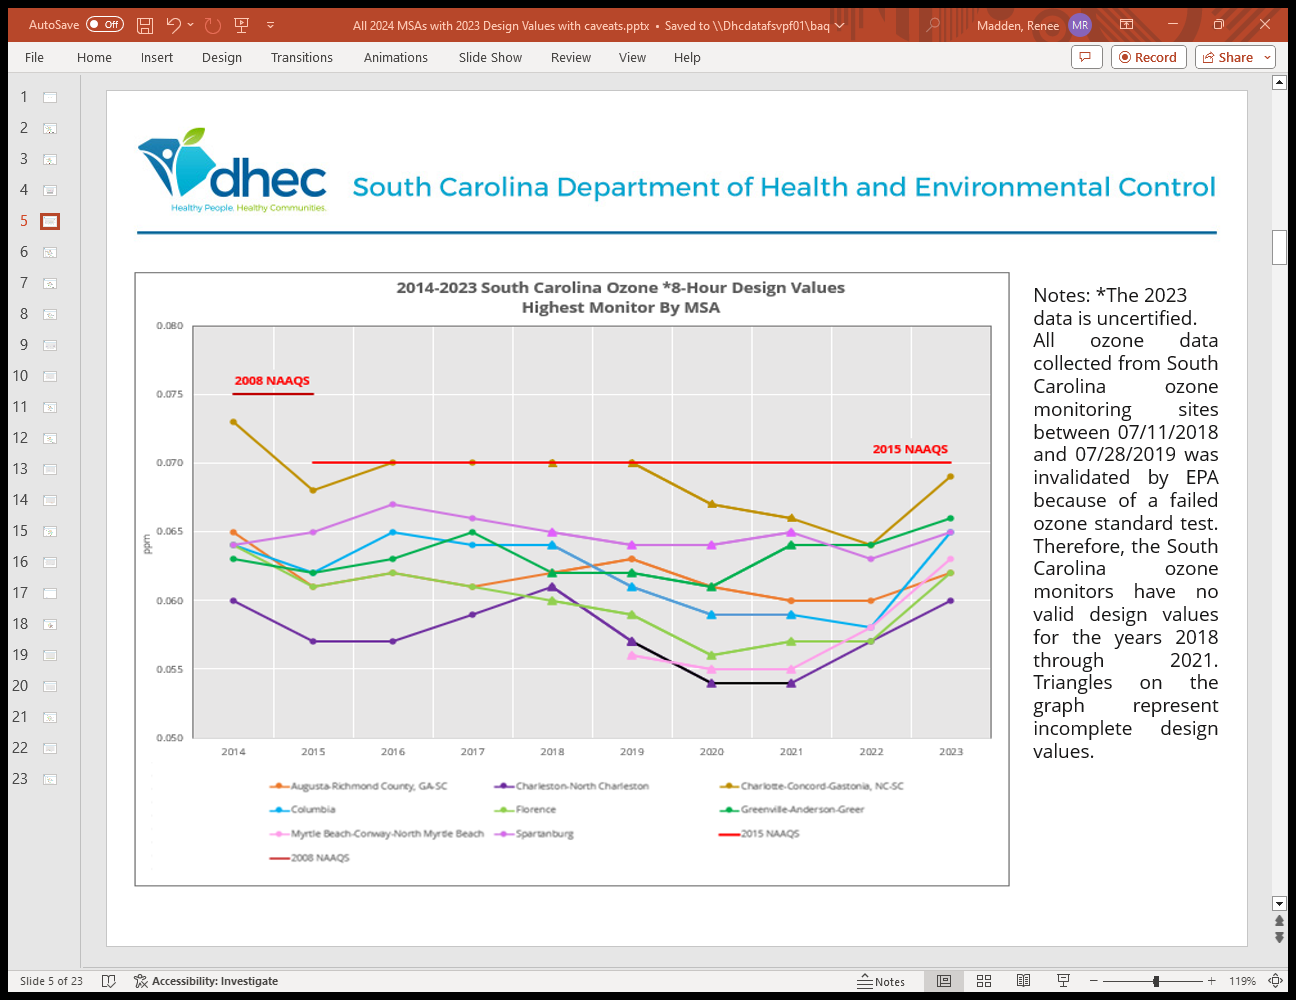 AutoSave Off All 2024 MSAs with 2023 Design Values with caveats.pptx • Saved to \\Dhcdatafsvpf01\baq Madden, Renee MR
File Home Insert Design Transitions Animations Slide Show Review View Help Record Share
1
2
3
4
5
6
7
8
9
10
11
12
13
14
15
16
17
18
19
20
21
22
23
dhec
Healthy People. Healthy Communities.
South Carolina Department of Health and Environmental Control
2014-2023 South Carolina Ozone *8-Hour Design Values
Highest Monitor By MSA
0.080
0.075
0.070
0.065
0.060
0.055
0.050
ppm
2008 NAAQS
2015 NAAQS
2014 2015 2016 2017 2018 2019 2020 2021 2022 2023
Augusta-Richmond County, GA-SC Charleston-North Charleston Charlotte-Concord-Gastonia, NC-SC
Columbia Florence Greenville-Anderson-Greer
Myrtle Beach-Conway-North Myrtle Beach Spartanburg 2015 NAAQS
2008 NAAQS
Notes: *The 2023
data is uncertified.
All ozone data
collected from South
Carolina ozone
monitoring sites
between 07/11/2018
and 07/28/2019 was
invalidated by EPA
because of a failed
ozone standard test.
Therefore, the South
Carolina ozone
monitors have no
valid design values
for the years 2018
through 2021.
Triangles on the
graph represent
incomplete design
values.
Slide 5 of 23 Accessibility: Investigate Notes 119%